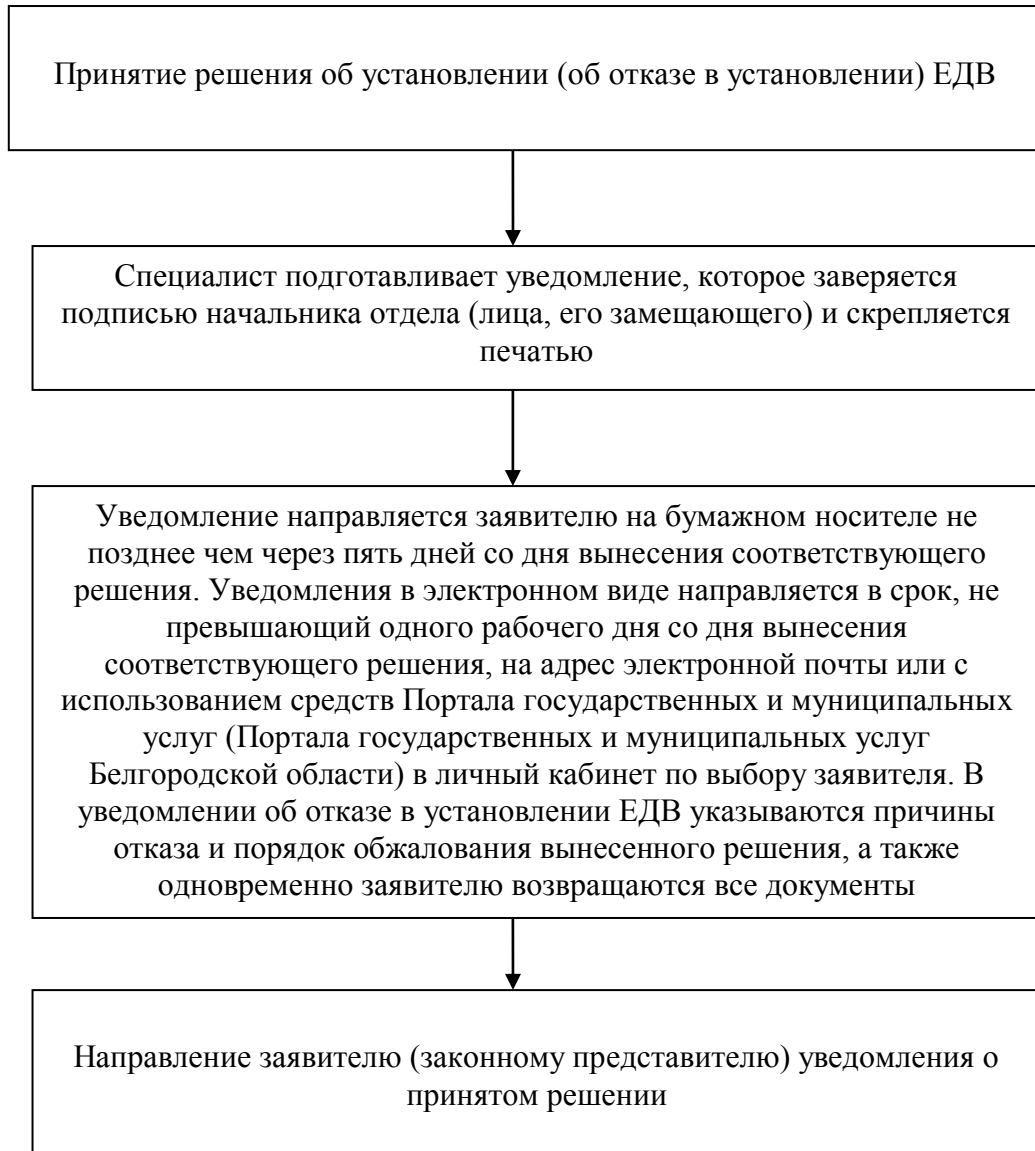 Принятие решения об установлении (об отказе в установлении) ЕДВ
Специалист подготавливает уведомление, которое заверяется
подписью начальника отдела (лица, его замещающего) и скрепляется
печатью
Уведомление направляется заявителю на бумажном носителе не
позднее чем через пять дней со дня вынесения соответствующего
решения. Уведомления в электронном виде направляется в срок, не
превышающий одного рабочего дня со дня вынесения
соответствующего решения, на адрес электронной почты или с
использованием средств Портала государственных и муниципальных
услуг (Портала государственных и муниципальных услуг
Белгородской области) в личный кабинет по выбору заявителя. В
уведомлении об отказе в установлении ЕДВ указываются причины
отказа и порядок обжалования вынесенного решения, а также
одновременно заявителю возвращаются все документы
Направление заявителю (законному представителю) уведомления о
принятом решении